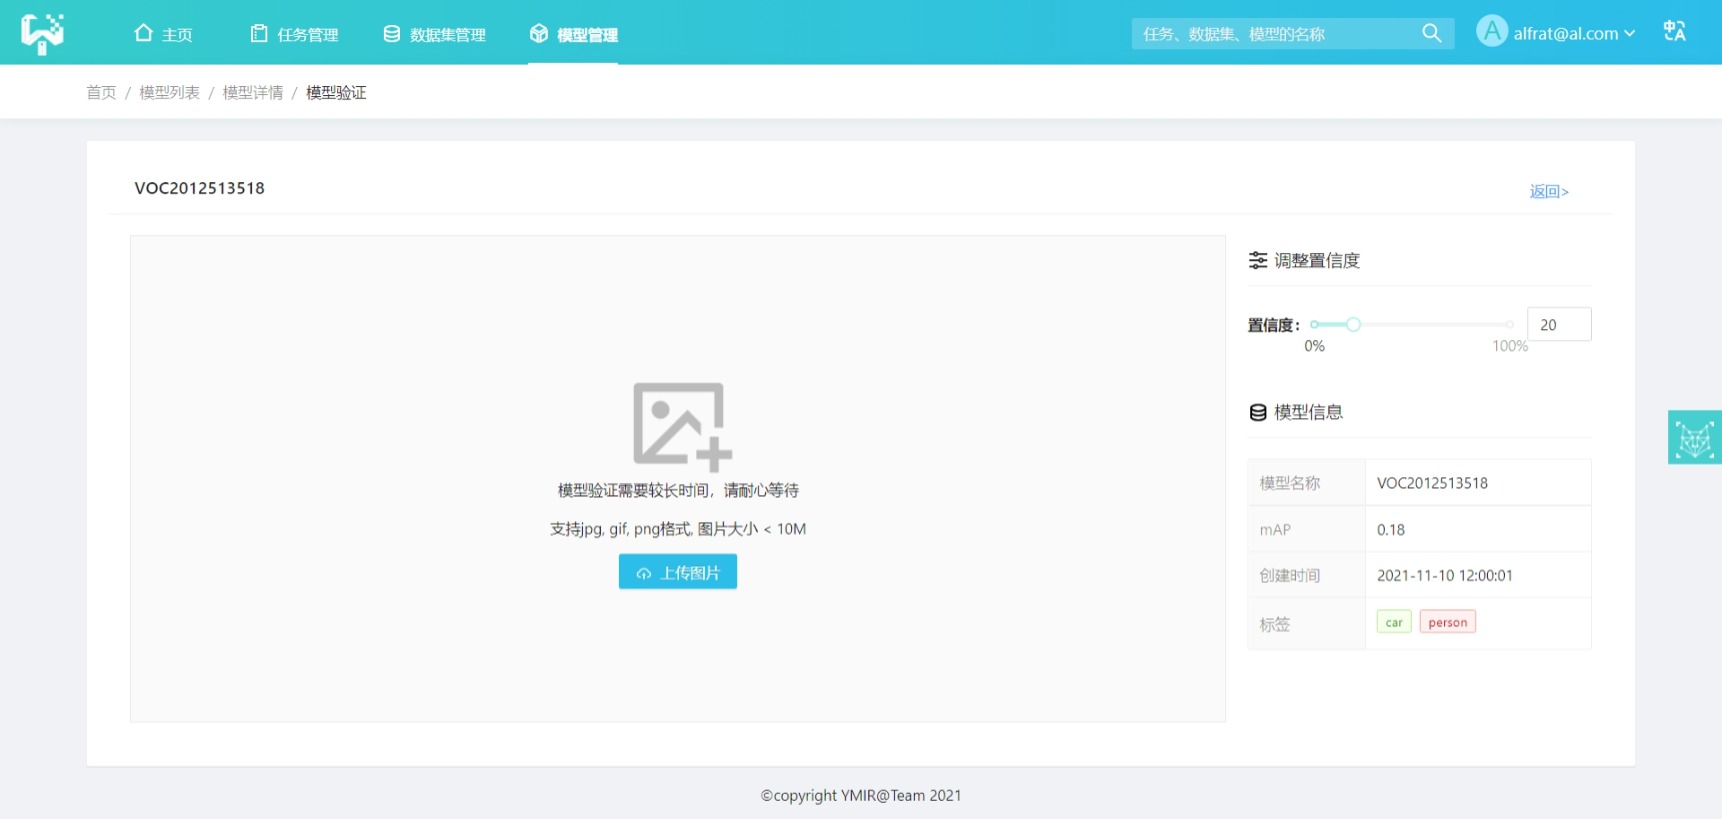 主页 任务管理 数据集管理 模型管理 任务、数据集、模型的名称 A alfrat@al.com 中A
首页 / 模型列表 / 模型详情 / 模型验证
VOC2012513518 返回>
调整置信度
置信度: 20
0% 100%
模型验证需要较长时间，请耐心等待
支持jpg, gif, png格式, 图片大小 < 10M
上传图片
模型信息
模型名称 VOC2012513518
mAP 0.18
创建时间 2021-11-10 12:00:01
标签 car person
©copyright YMIR@Team 2021